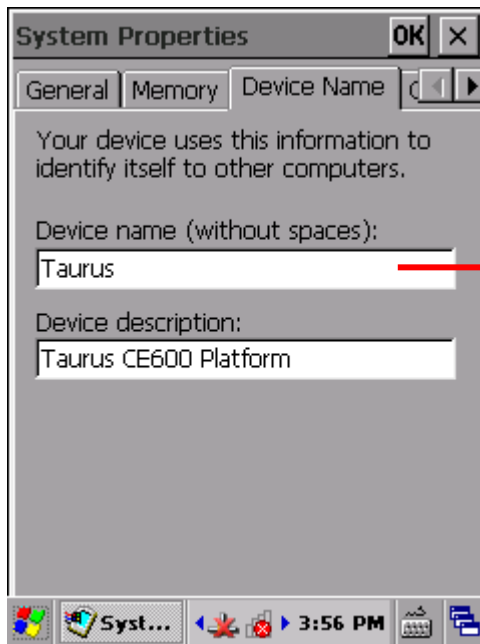 System Properties OK ×
General Memory Device Name
Your device uses this information to
identify itself to other computers.
Device name (without spaces):
Taurus
Device description:
Taurus CE600 Platform
Syst... 3:56 PM